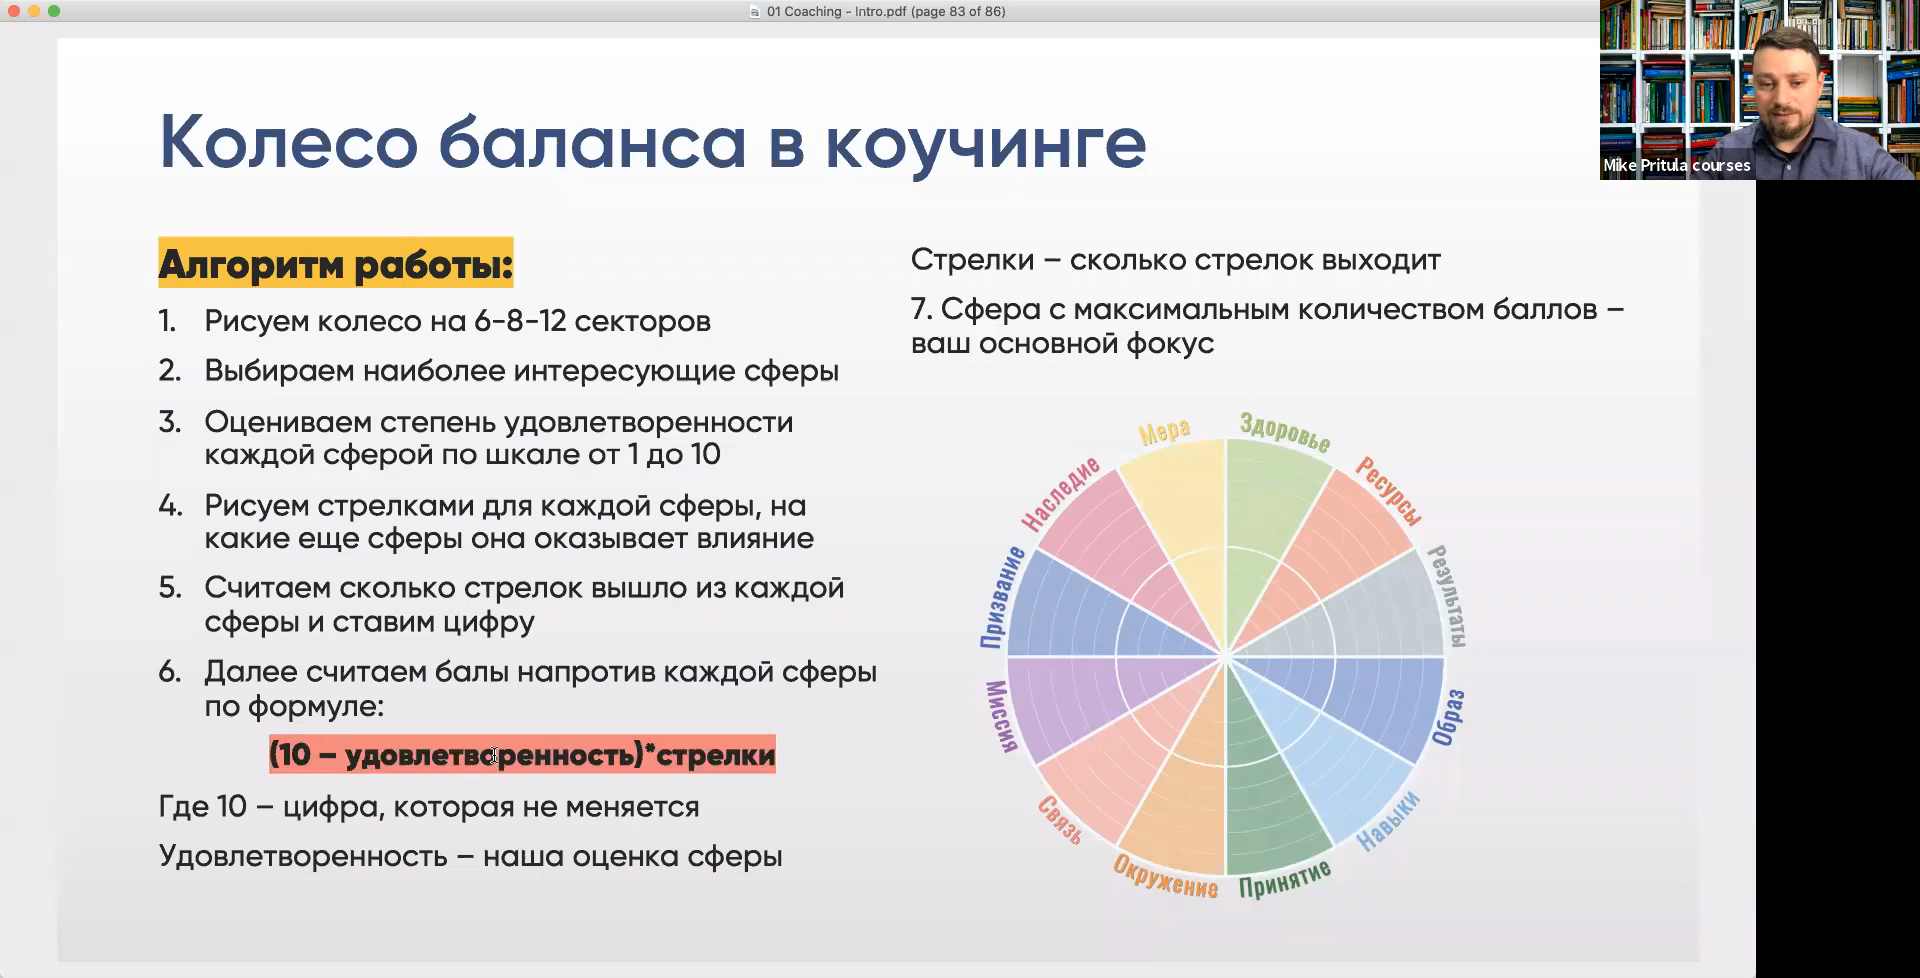 01 Coaching - Intro.pdf (page 83 of 86)
Mike Pritula courses
Колесо баланса в коучинге
Алгоритм работы:
1. Рисуем колесо на 6-8-12 секторов
2. Выбираем наиболее интересующие сферы
3. Оцениваем степень удовлетворенности
каждой сферой по шкале от 1 до 10
4. Рисуем стрелками для каждой сферы, на
какие еще сферы она оказывает влияние
5. Считаем сколько стрелок вышло из каждой
сферы и ставим цифру
6. Далее считаем балы напротив каждой сферы
по формуле:
(10 – удовлетворенность)*стрелки
Где 10 – цифра, которая не меняется
Удовлетворенность – наша оценка сферы
Стрелки – сколько стрелок выходит
7. Сфера с максимальным количеством баллов –
ваш основной фокус
Мера
Здоровье
Ресурсы
Результаты
Образ
Навыки
Принятие
Окружение
Связь
Миссия
Призвание
Наследие